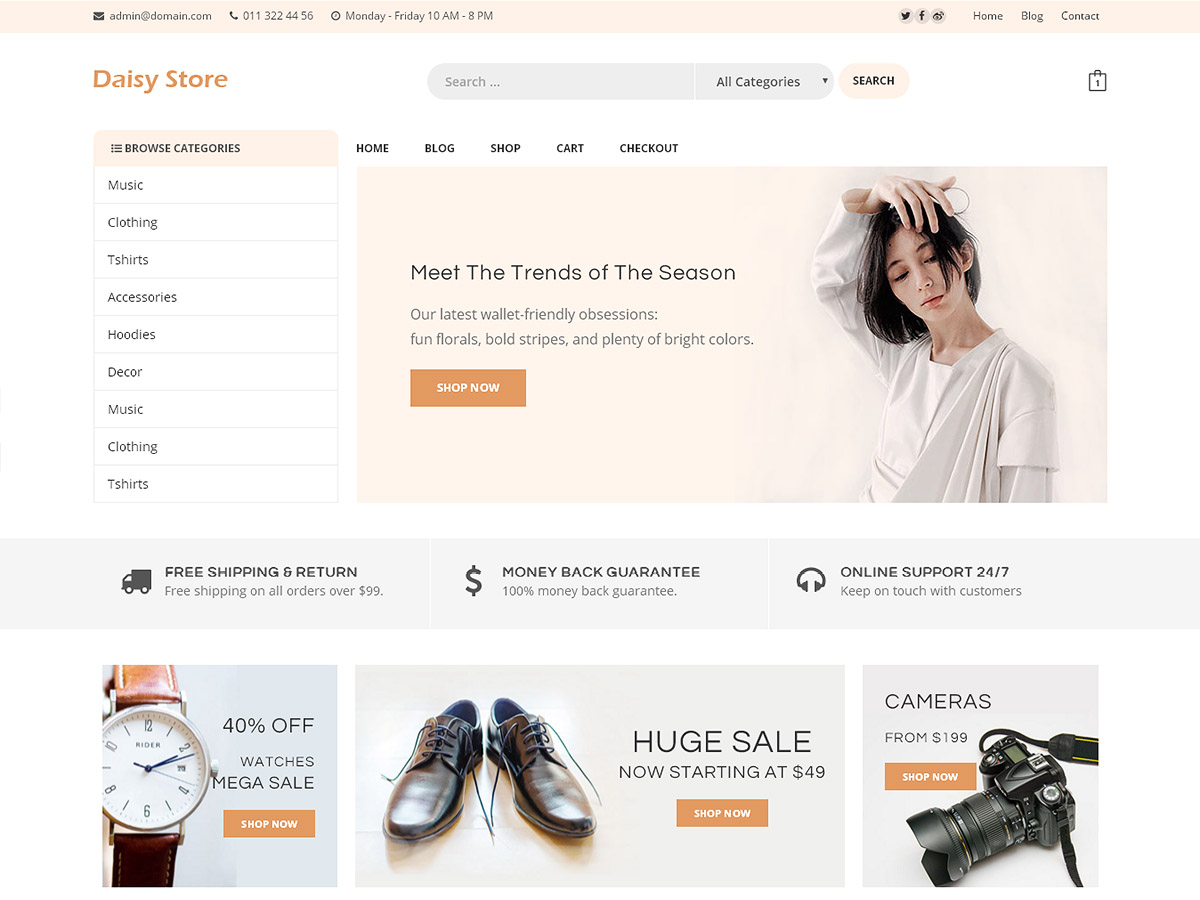 admin@domain.com 011 322 44 56 Monday - Friday 10 AM - 8 PM Home Blog Contact
Daisy Store
Search ... All Categories SEARCH 1
BROWSE CATEGORIES
HOME BLOG SHOP CART CHECKOUT
Music
Clothing
Tshirts
Accessories
Hoodies
Decor
Music
Clothing
Tshirts
Meet The Trends of The Season
Our latest wallet-friendly obsessions:
fun florals, bold stripes, and plenty of bright colors.
SHOP NOW
FREE SHIPPING & RETURN
Free shipping on all orders over $99.
MONEY BACK GUARANTEE
100% money back guarantee.
ONLINE SUPPORT 24/7
Keep on touch with customers
12
RIDER
23
6
40% OFF
WATCHES
MEGA SALE
SHOP NOW
HUGE SALE
NOW STARTING AT $49
SHOP NOW
CAMERAS
FROM $199
SHOP NOW